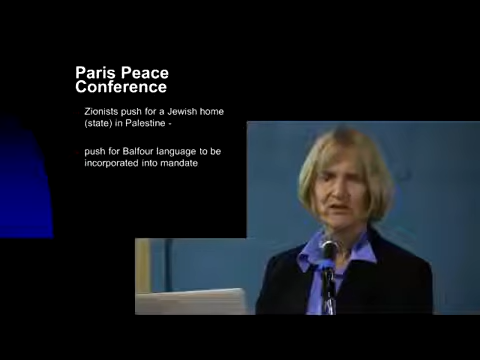 Paris Peace
Conference
Zionists push for a Jewish home
(state) in Palestine -
push for Balfour language to be
incorporated into mandate